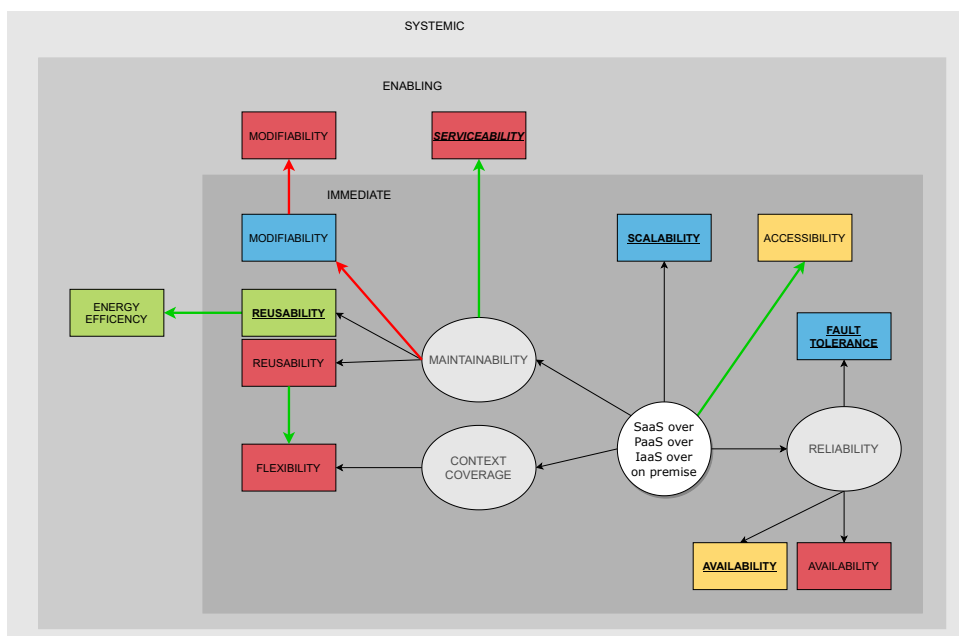 SYSTEMIC
ENABLING
MODIFIABILITY
SERVICEABILITY
IMMEDIATE
MODIFIABILITY
SCALABILITY
ACCESSIBILITY
ENERGY
EFFICENCY
REUSABILITY
FAULT
TOLERANCE
REUSABILITY
MAINTAINABILITY
SaaS over
PaaS over
IaaS over
on premise
RELIABILITY
FLEXIBILITY
CONTEXT
COVERAGE
AVAILABILITY
AVAILABILITY